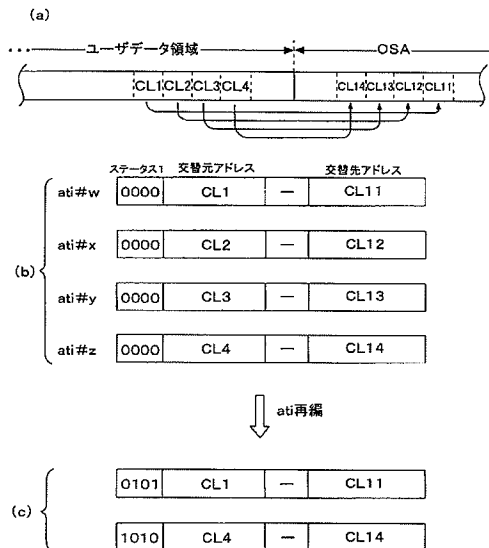 (a)
… ユーザデータ領域 OSA
CL1 CL2 CL3 CL4 CL14 CL13 CL12 CL11
ステータス1 交替元アドレス 交替先アドレス
ati#w 0000 CL1 — CL11
ati#x 0000 CL2 — CL12
(b)
ati#y 0000 CL3 — CL13
ati#z 0000 CL4 — CL14
ati再編
0101 CL1 — CL11
(c)
1010 CL4 — CL14